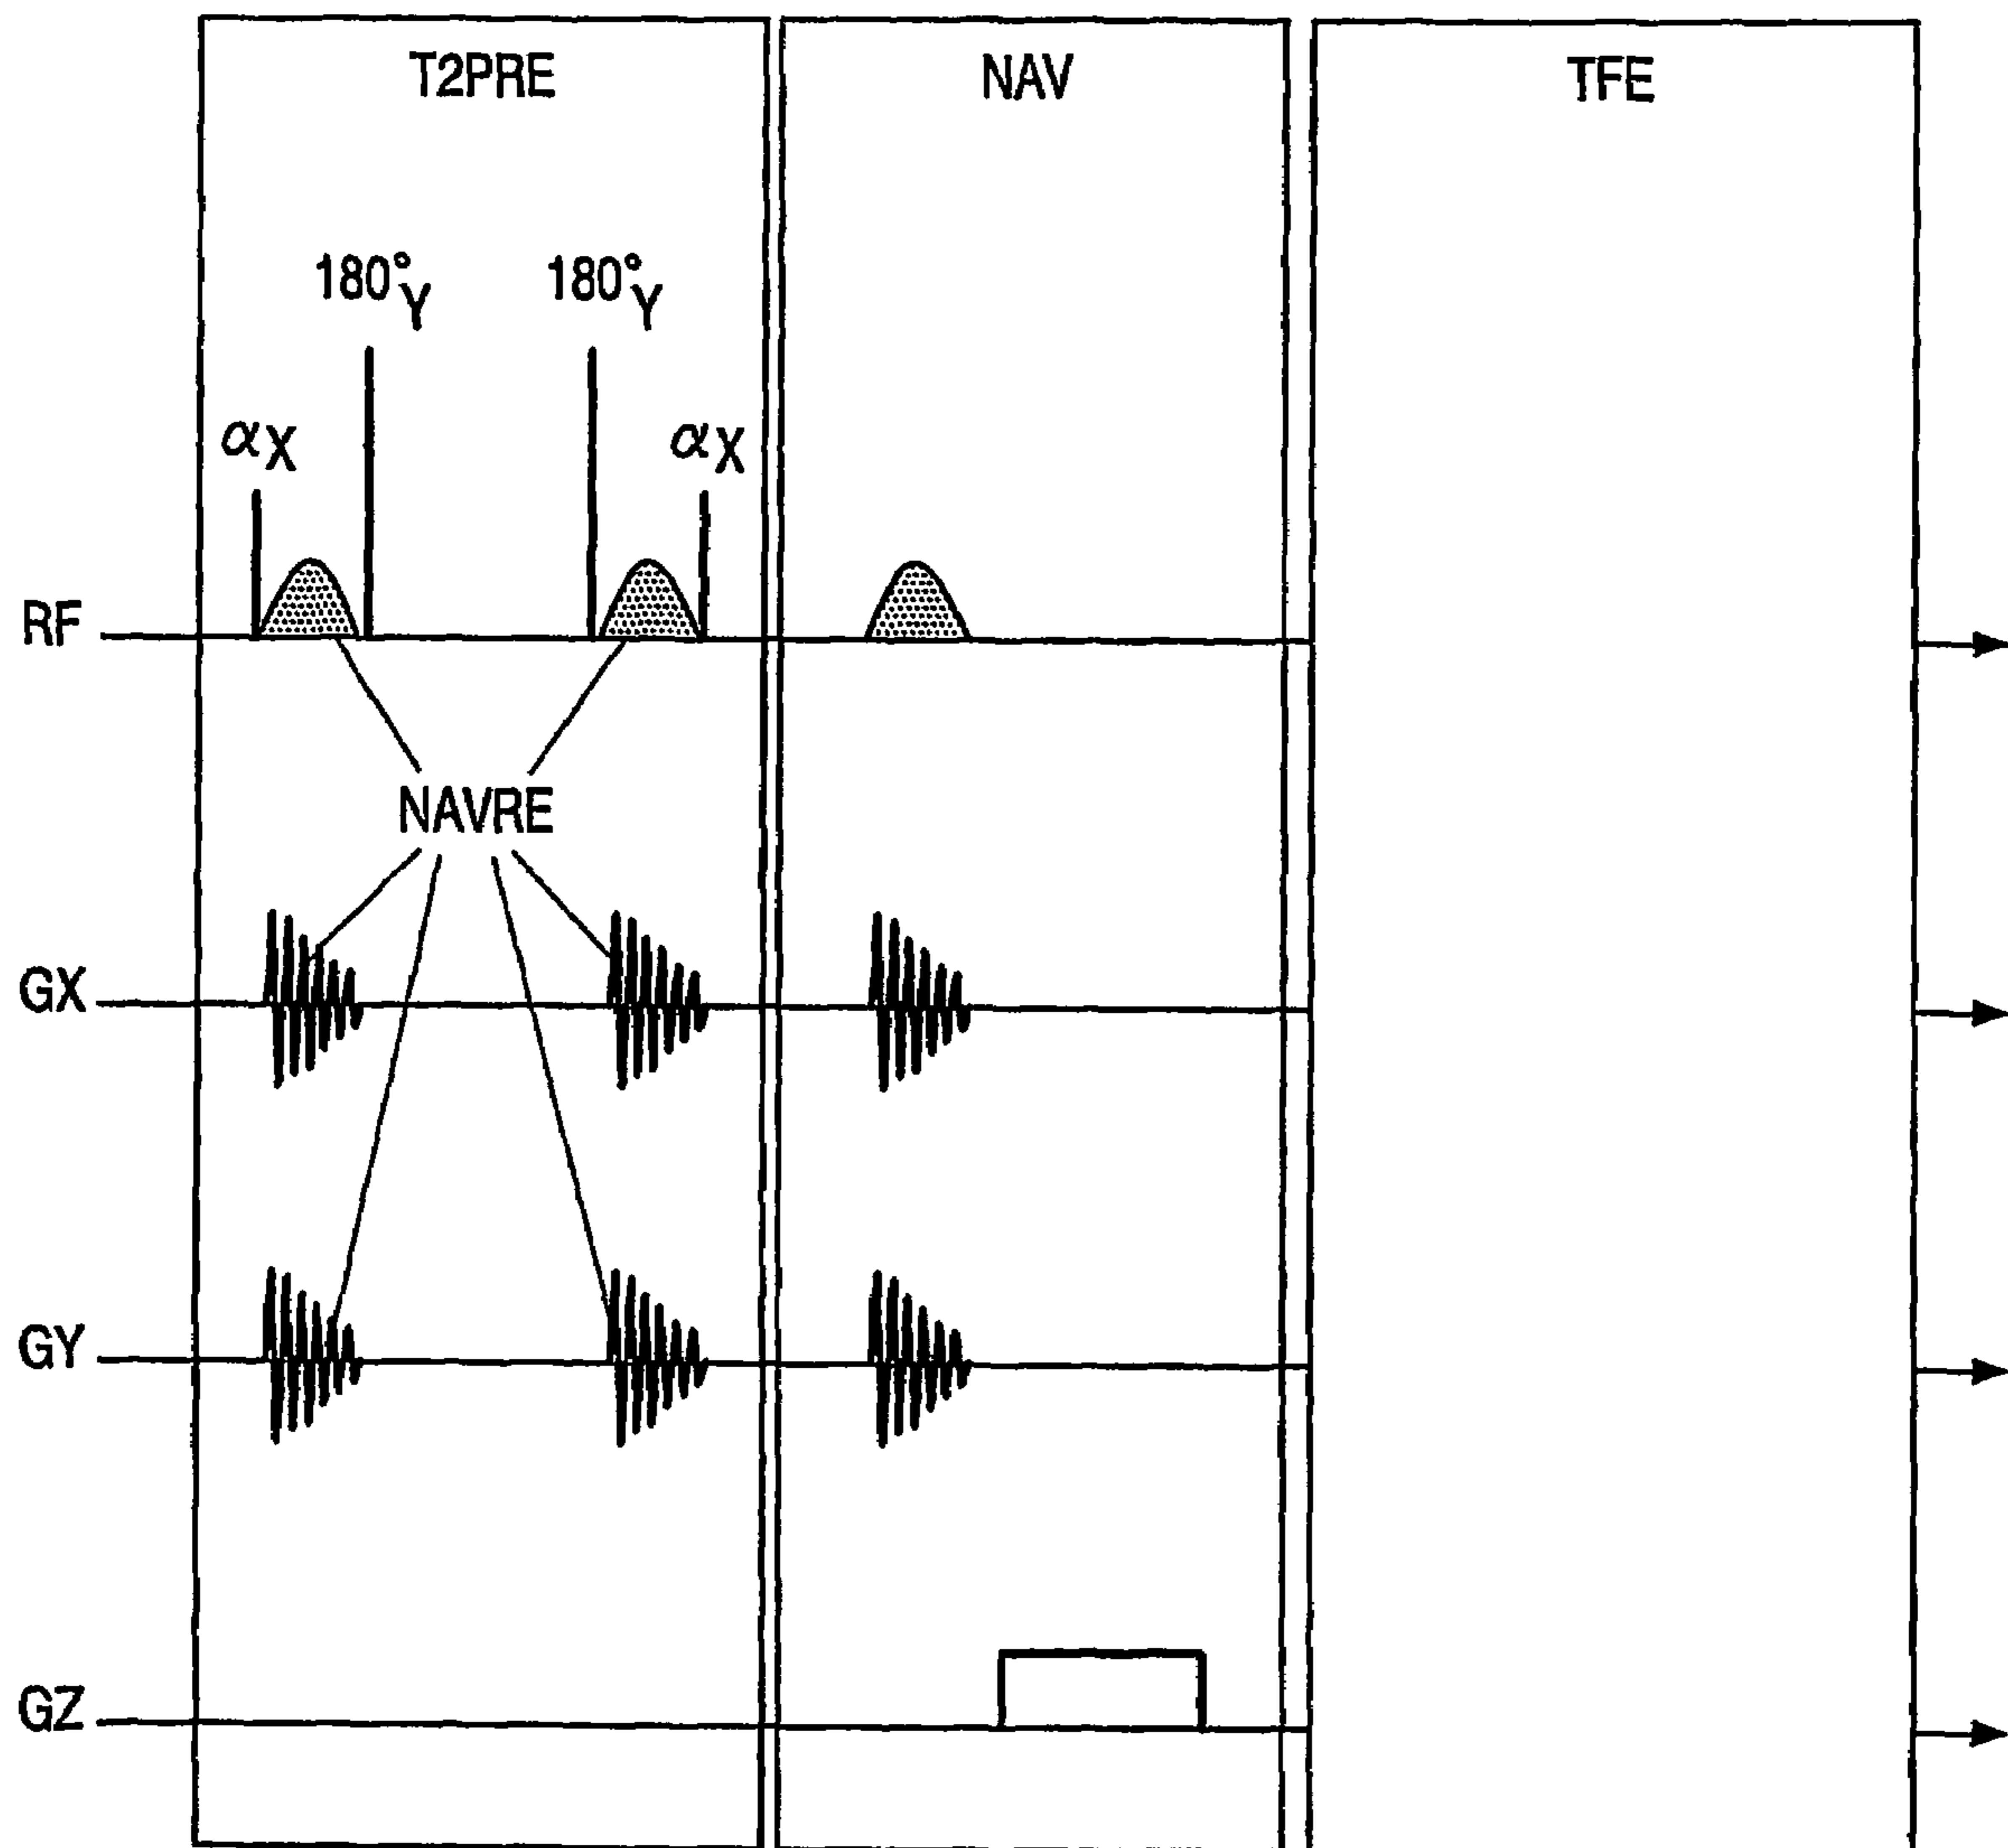 T2PRE NAV TFE
180°Y 180°Y
αX αX
RF
NAVRE
GX
GY
GZ